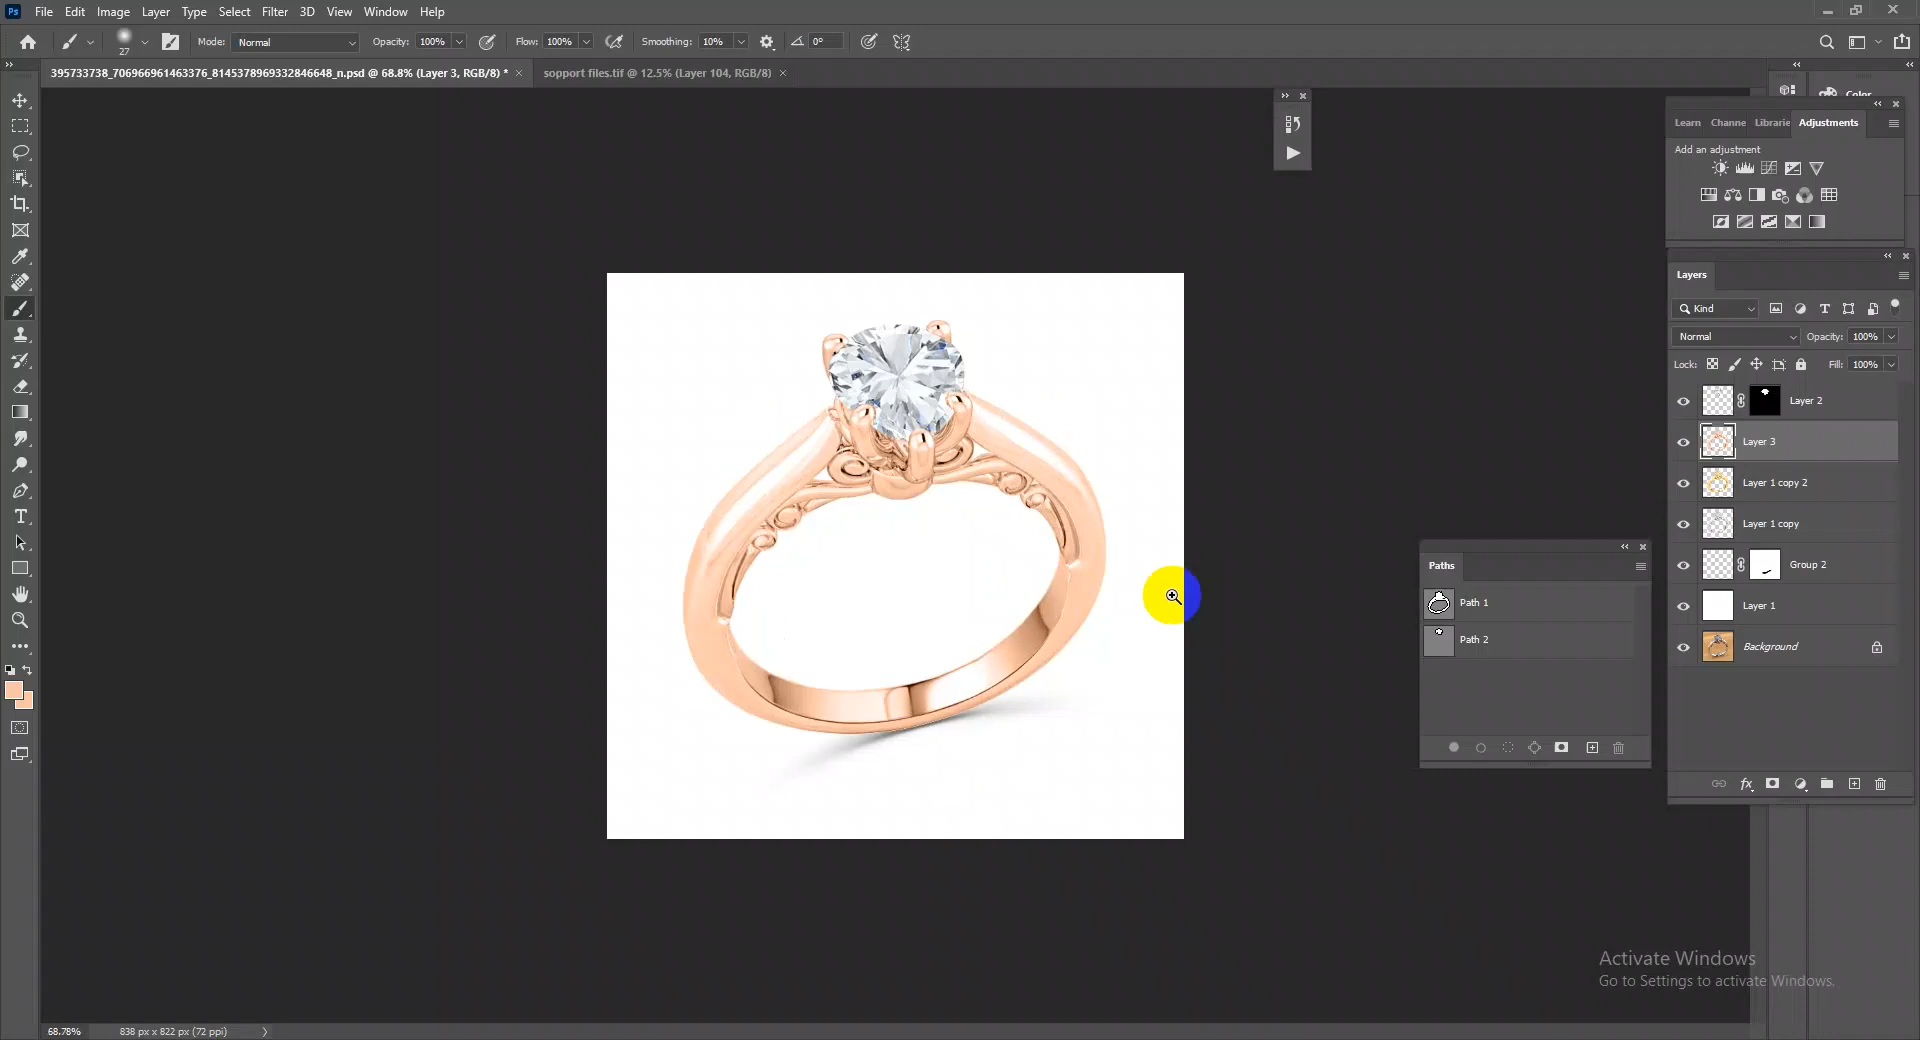 Ps File Edit Image Layer Type Select Filter 3D View Window Help
27 Mode: Normal Opacity: 100% Flow: 100% Smoothing: 10% 0°
395733738_706966961463376_8145378969332846648_n.psd @ 68.8% (Layer 3, RGB/8) * × sopport files.tif @ 12.5% (Layer 104, RGB/8) ×
Color
Learn Channe Librarie Adjustments
Add an adjustment
Layers
Kind
Normal Opacity: 100%
Lock: Fill: 100%
Layer 2
Layer 3
Layer 1 copy 2
Layer 1 copy
Group 2
Layer 1
Background
Paths
Path 1
Path 2
Activate Windows
Go to Settings to activate Windows.
68.78% 838 px x 822 px (72 ppi)